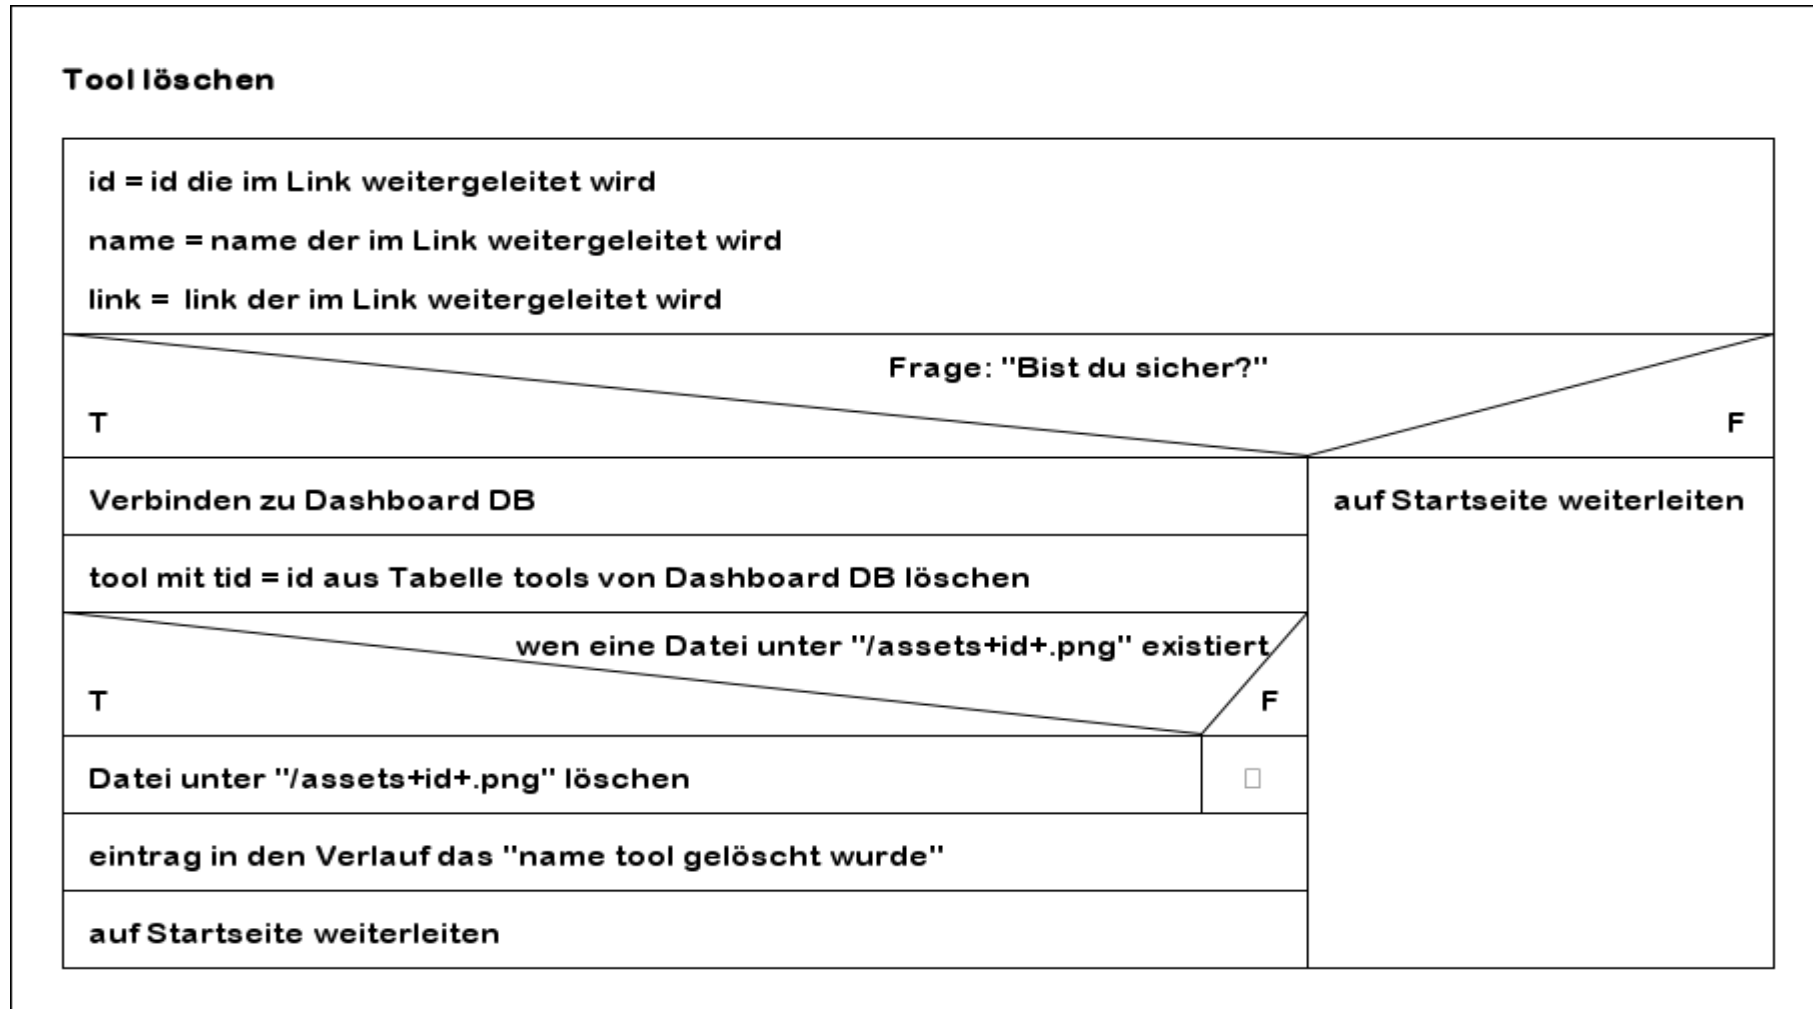 Tool löschen
id = id die im Link weitergeleitet wird
name = name der im Link weitergeleitet wird
link = link der im Link weitergeleitet wird
Frage: "Bist du sicher?"
T
F
Verbinden zu Dashboard DB
auf Startseite weiterleiten
tool mit tid = id aus Tabelle tools von Dashboard DB löschen
wen eine Datei unter "/assets+id+.png" existiert
T
F
Datei unter "/assets+id+.png" löschen
eintrag in den Verlauf das "name tool gelöscht wurde"
auf Startseite weiterleiten